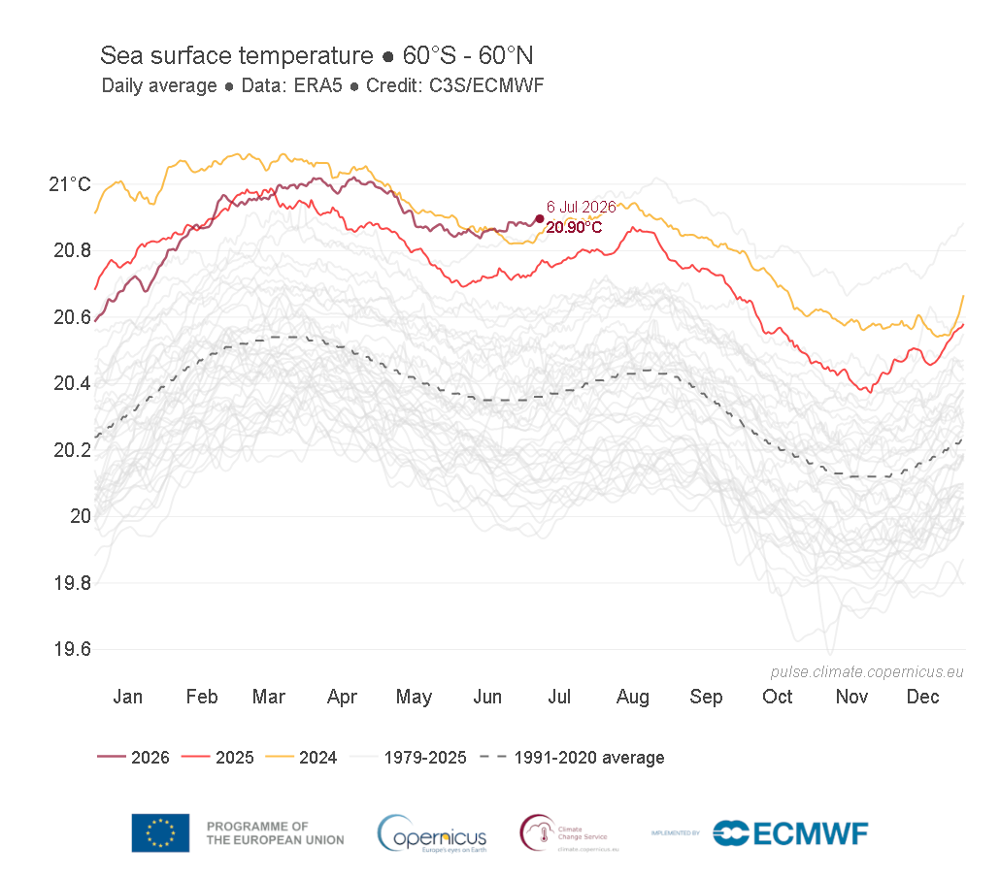 Sea surface temperature ● 60°S - 60°N
Daily average ● Data: ERA5 ● Credit: C3S/ECMWF
21°C
20.8
20.6
20.4
20.2
20
19.8
19.6
6 Jul 2026
20.90°C
pulse.climate.copernicus.eu
Jan Feb Mar Apr May Jun Jul Aug Sep Oct Nov Dec
2026 2025 2024 1979-2025 1991-2020 average
PROGRAMME OF
THE EUROPEAN UNION
opernicus
Europe's eyes on Earth
Climate
Change Service
climate.copernicus.eu
IMPLEMENTED BY
ECMWF